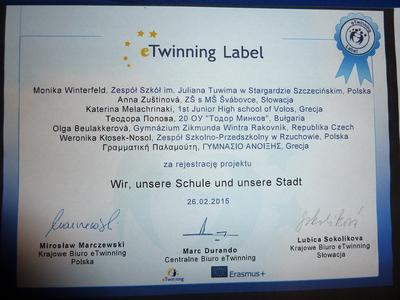 eTwinning Label
eTwinning
LABEL
Monika Winterfeld, Zespół Szkół im. Juliana Tuwima w Stargardzie Szczecińskim, Polska
Anna Zuštinová, ZŠ s MŠ Švábovce, Słowacja
Katerina Melachrinaki, 1st Junior High school of Volos, Grecja
Теодора Попова, 20 ОУ "Тодор Минков", Bułgaria
Olga Beulakkerová, Gymnázium Zikmunda Wintra Rakovník, Republika Czech
Weronika Kłosek-Nosol, Zespół Szkolno-Przedszkolny w Rzuchowie, Polska
Γραμματική Παλαμούτη, ΓΥΜΝΑΣΙΟ ΑΝΟΙΞΗΣ, Grecja
za rejestrację projektu
Wir, unsere Schule und unsere Stadt
26.02.2015
Mirosław Marczewski
Krajowe Biuro eTwinning
Polska
Marc Durando
Centralne Biuro eTwinning
Lubica Sokolikova
Krajowe Biuro eTwinning
Słowacja
eTwinning
Erasmus+